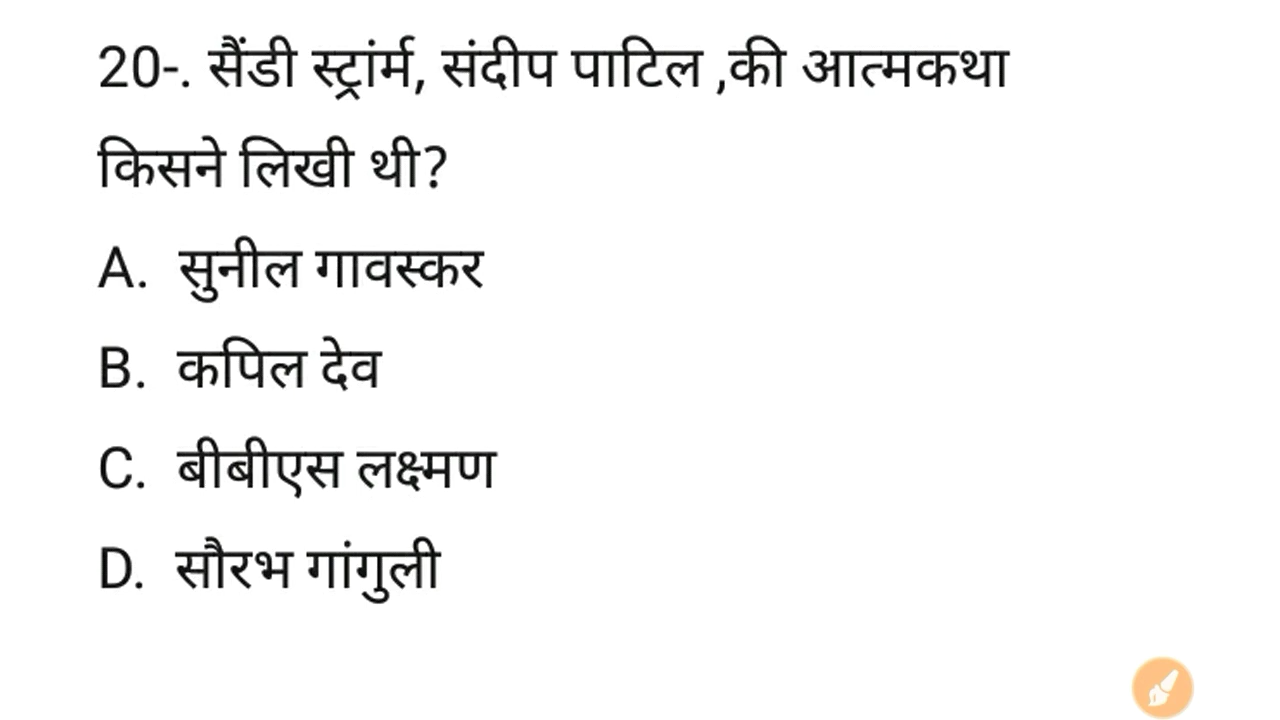 20-. सैंडी स्ट्रांर्म, संदीप पाटिल ,की आत्मकथा
किसने लिखी थी?
A. सुनील गावस्कर
B. कपिल देव
C. बीबीएस लक्ष्मण
D. सौरभ गांगुली